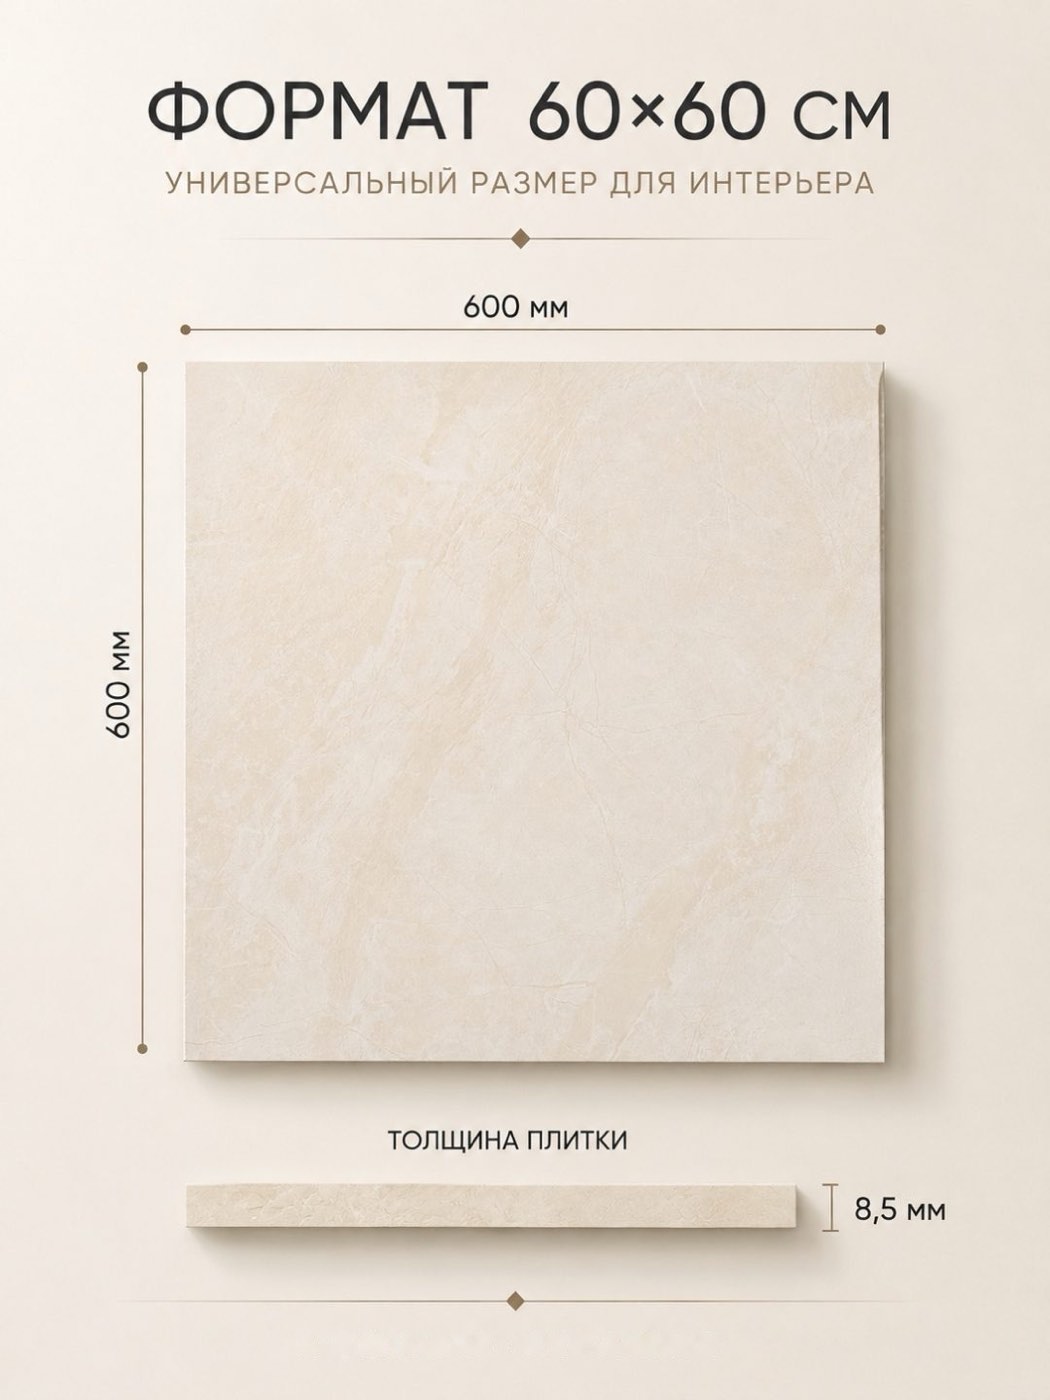 ФОРМАТ 60×60 СМ
УНИВЕРСАЛЬНЫЙ РАЗМЕР ДЛЯ ИНТЕРЬЕРА
600 мм
600 мм
ТОЛЩИНА ПЛИТКИ
8,5 мм